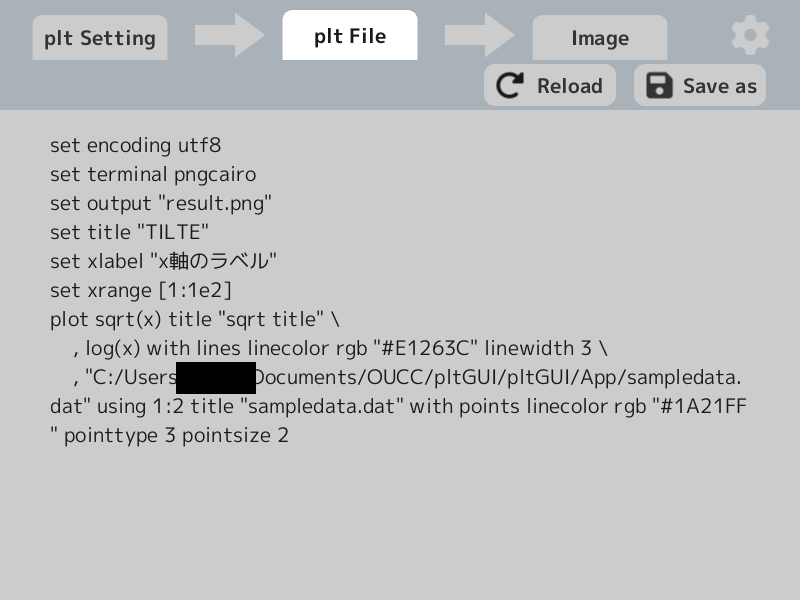 plt Setting
plt File
Image
Reload
Save as
set encoding utf8
set terminal pngcairo
set output "result.png"
set title "TILTE"
set xlabel "x軸のラベル"
set xrange [1:1e2]
plot sqrt(x) title "sqrt title" \
, log(x) with lines linecolor rgb "#E1263C" linewidth 3 \
, "C:/Users Documents/OUCC/pltGUI/pltGUI/App/sampledata.
dat" using 1:2 title "sampledata.dat" with points linecolor rgb "#1A21FF
" pointtype 3 pointsize 2